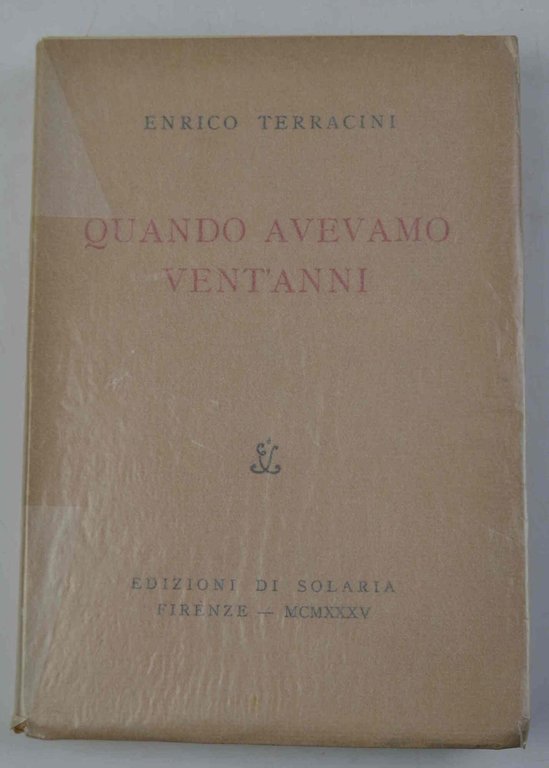 ENRICO TERRACINI
QUANDO AVEVAMO
VENT'ANNI
EDIZIONI DI SOLARIA
FIRENZE — MCMXXXV